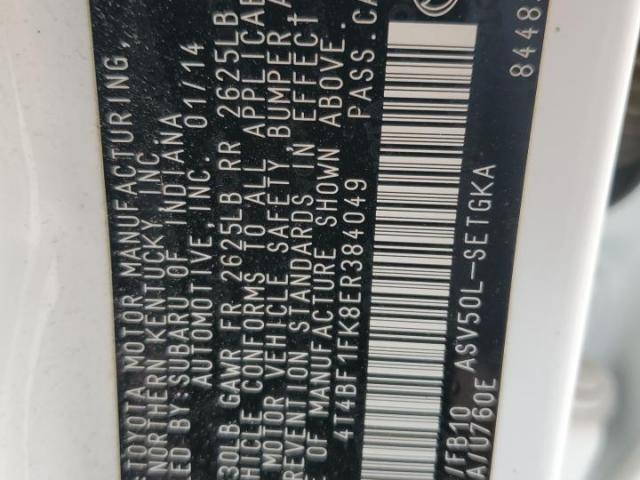 TOYOTA MOTOR MANUFACTURING,
NORTHERN KENTUCKY INC.
ED BY: SUBARU OF INDIANA
AUTOMOTIVE INC. 01/14
30LB GAWR FR 2625LB RR 2625LB
HICLE CONFORMS TO ALL APPLICAB
MOTOR VEHICLE SAFETY, BUMPER A
REVENTION STANDARDS IN EFFECT
E OF MANUFACTURE SHOWN ABOVE.
4T4BF1FK8ER384049 PASS.CA
/FB10 ASV50L-SETGKA
A/U760E 8448